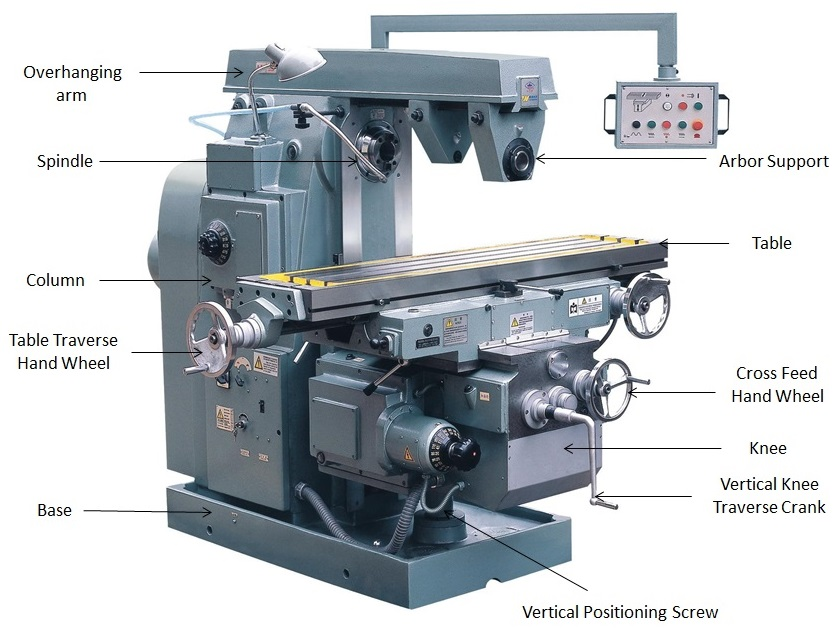 Overhanging
arm
Spindle
Arbor Support
Column
Table
Table Traverse
Hand Wheel
Cross Feed
Hand Wheel
Knee
Vertical Knee
Traverse Crank
Base
Vertical Positioning Screw